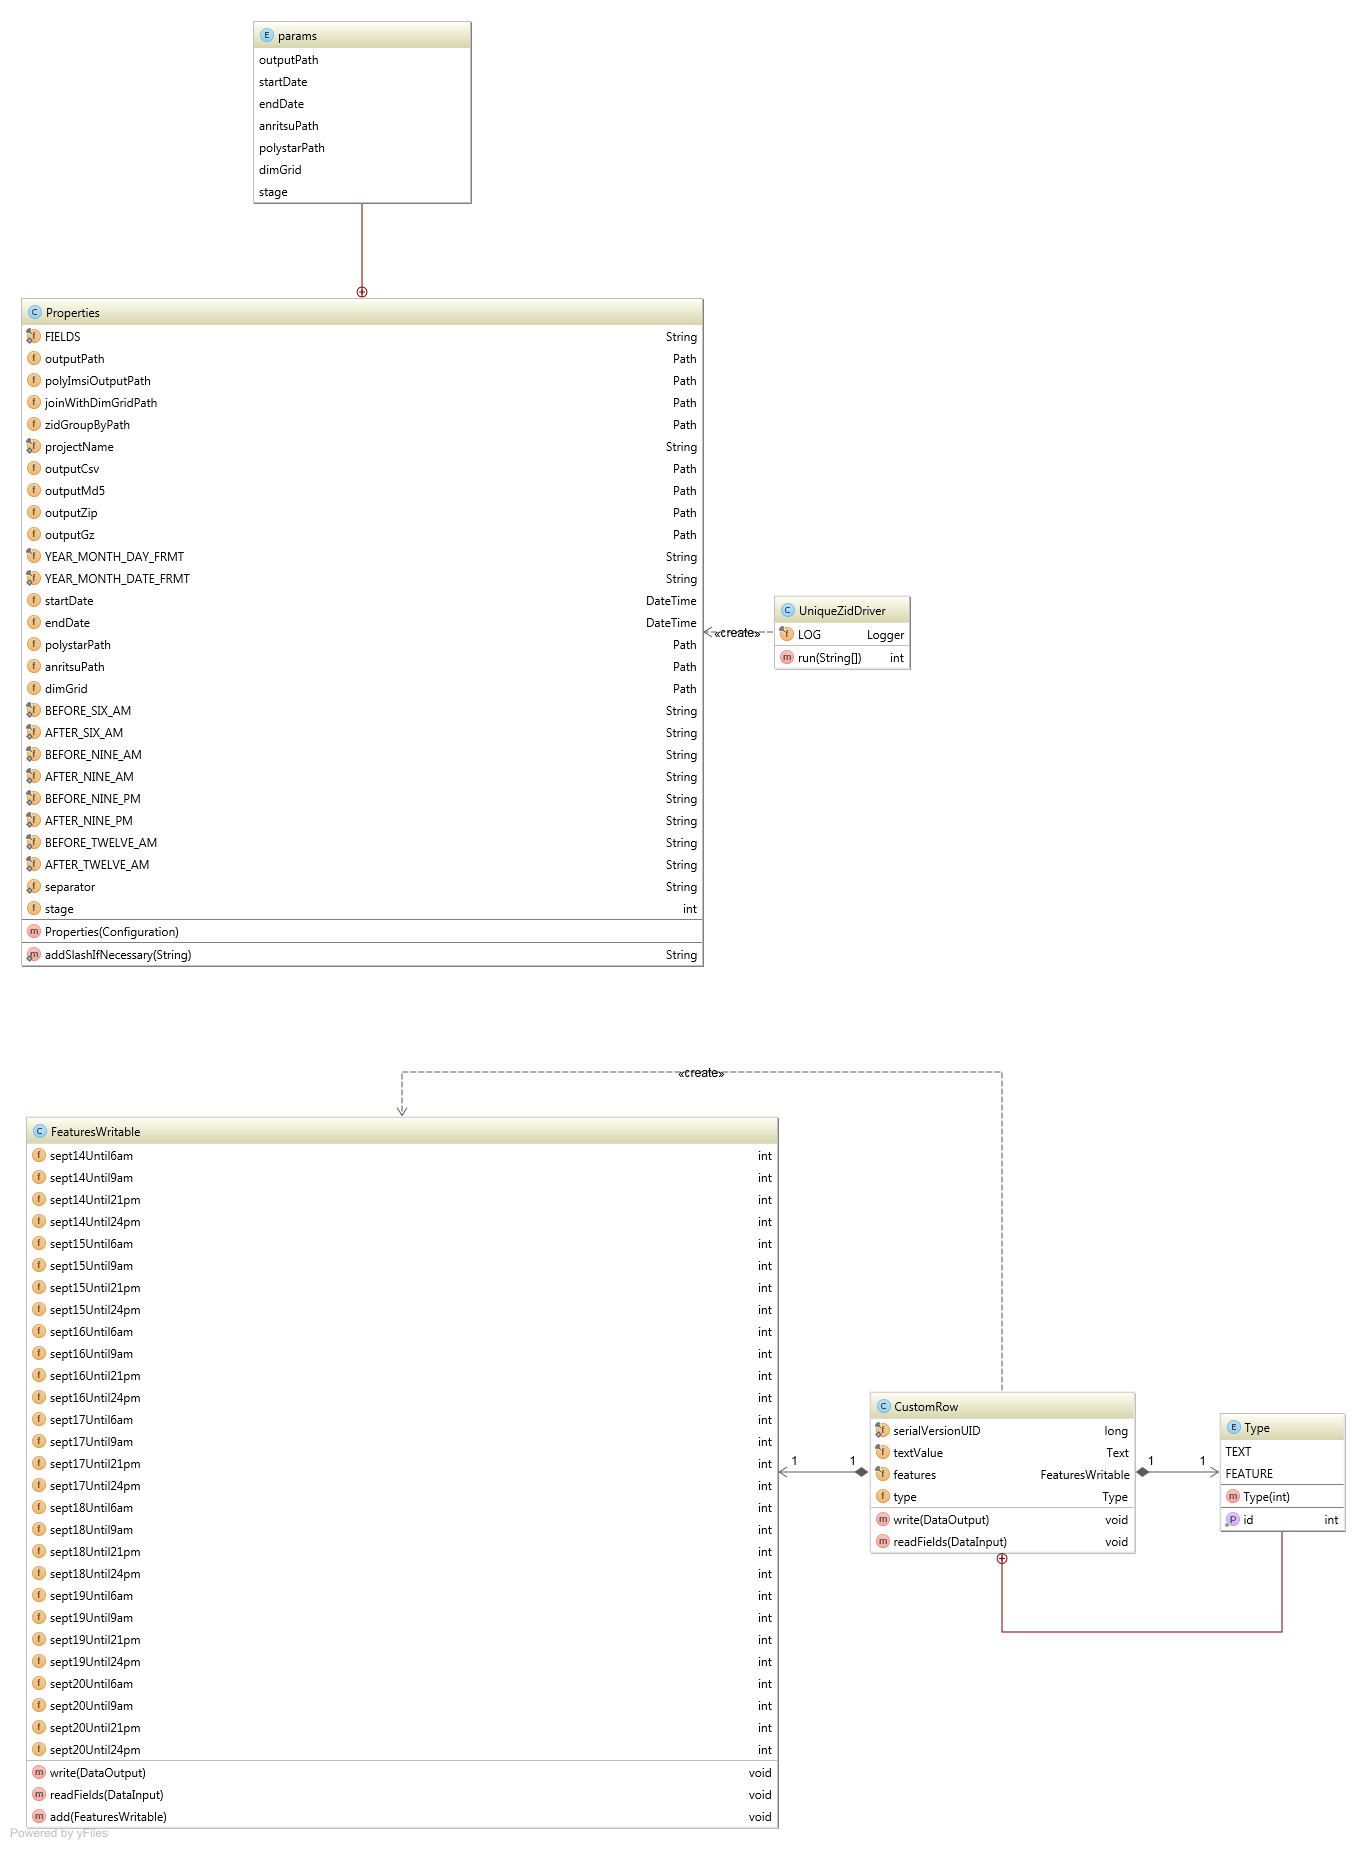 params
outputPath
startDate
endDate
anritsuPath
polystarPath
dimGrid
stage
Properties
FIELDS String
outputPath Path
polyImsiOutputPath Path
joinWithDimGridPath Path
zidGroupByPath Path
projectName String
outputCsv Path
outputMd5 Path
outputZip Path
outputGz Path
YEAR_MONTH_DAY_FRMT String
YEAR_MONTH_DATE_FRMT String
startDate DateTime
endDate DateTime
polystarPath Path
anritsuPath Path
dimGrid Path
BEFORE_SIX_AM String
AFTER_SIX_AM String
BEFORE_NINE_AM String
AFTER_NINE_AM String
BEFORE_NINE_PM String
AFTER_NINE_PM String
BEFORE_TWELVE_AM String
AFTER_TWELVE_AM String
separator String
stage int
Properties(Configuration)
addSlashIfNecessary(String) String
«create»
UniqueZidDriver
LOG Logger
run(String[]) int
«create»
FeaturesWritable
sept14Until6am int
sept14Until9am int
sept14Until21pm int
sept14Until24pm int
sept15Until6am int
sept15Until9am int
sept15Until21pm int
sept15Until24pm int
sept16Until6am int
sept16Until9am int
sept16Until21pm int
sept16Until24pm int
sept17Until6am int
sept17Until9am int
sept17Until21pm int
sept17Until24pm int
sept18Until6am int
sept18Until9am int
sept18Until21pm int
sept18Until24pm int
sept19Until6am int
sept19Until9am int
sept19Until21pm int
sept19Until24pm int
sept20Until6am int
sept20Until9am int
sept20Until21pm int
sept20Until24pm int
write(DataOutput) void
readFields(DataInput) void
add(FeaturesWritable) void
1 1
CustomRow
serialVersionUID long
textValue Text
features FeaturesWritable
type Type
write(DataOutput) void
readFields(DataInput) void
1 1
Type
TEXT
FEATURE
Type(int)
id int
Powered by yFiles